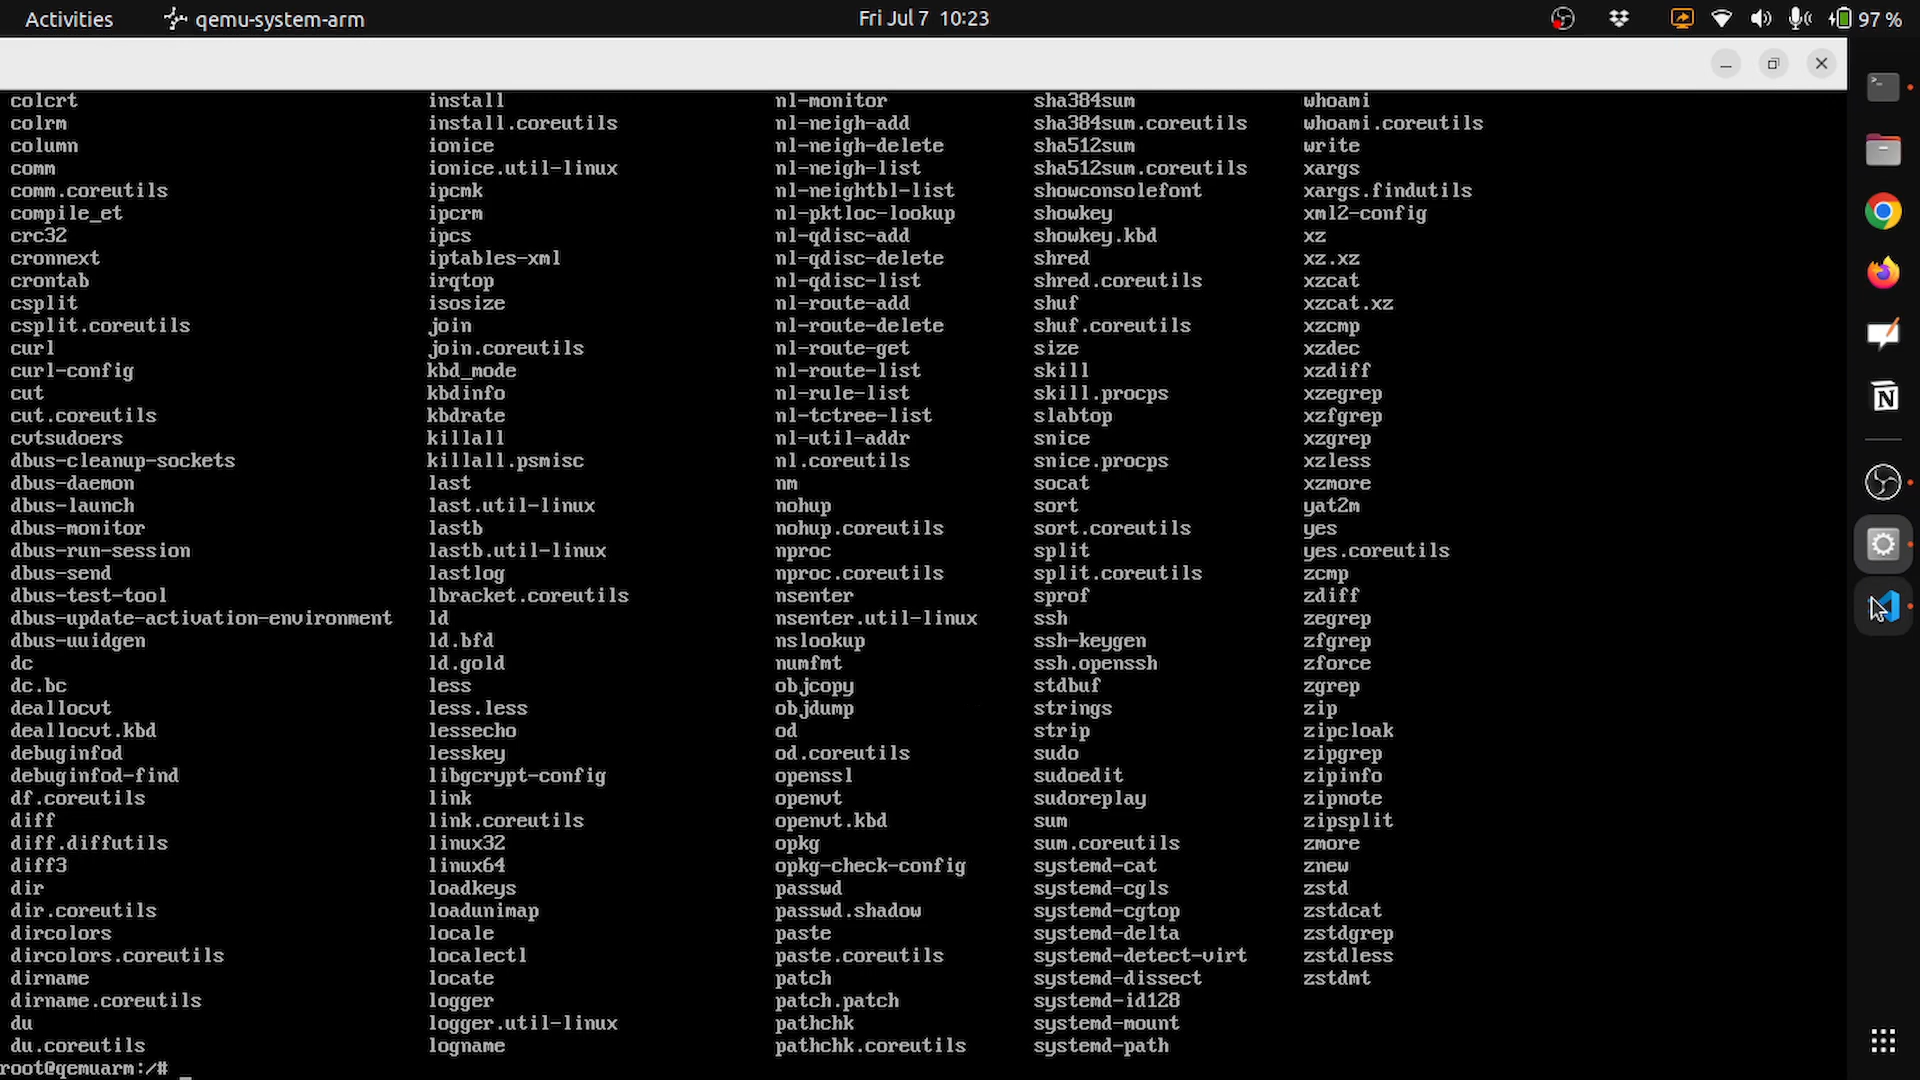 Activities qemu-system-arm Fri Jul 7 10:23 97 %
colcrt install nl-monitor sha384sum whoami
colrm install.coreutils nl-neigh-add sha384sum.coreutils whoami.coreutils
column ionice nl-neigh-delete sha512sum write
comm ionice.util-linux nl-neigh-list sha512sum.coreutils xargs
comm.coreutils ipcmk nl-neightbl-list showconsolefont xargs.findutils
compile_et ipcrm nl-pktloc-lookup showkey xml2-config
crc32 ipcs nl-qdisc-add showkey.kbd xz
cronnext iptables-xml nl-qdisc-delete shred xz.xz
crontab irqtop nl-qdisc-list shred.coreutils xzcat
csplit isosize nl-route-add shuf xzcat.xz
csplit.coreutils join nl-route-delete shuf.coreutils xzcmp
curl join.coreutils nl-route-get size xzdec
curl-config kbd_mode nl-route-list skill xzdiff
cut kbdinfo nl-rule-list skill.procps xzegrep
cut.coreutils kbdrate nl-tctree-list slabtop xzfgrep
cvtsudoers killall nl-util-addr snice xzgrep
dbus-cleanup-sockets killall.psmisc nl.coreutils snice.procps xzless
dbus-daemon last nm socat xzmore
dbus-launch last.util-linux nohup sort yat2m
dbus-monitor lastb nohup.coreutils sort.coreutils yes
dbus-run-session lastb.util-linux nproc split yes.coreutils
dbus-send lastlog nproc.coreutils split.coreutils zcmp
dbus-test-tool lbracket.coreutils nsenter sprof zdiff
dbus-update-activation-environment ld nsenter.util-linux ssh zegrep
dbus-uuidgen ld.bfd nslookup ssh-keygen zfgrep
dc ld.gold numfmt ssh.openssh zforce
dc.bc less objcopy stdbuf zgrep
deallocvt less.less objdump strings zip
deallocvt.kbd lessecho od strip zipcloak
debuginfod lesskey od.coreutils sudo zipgrep
debuginfod-find libgcrypt-config openssl sudoedit zipinfo
df.coreutils link openvt sudoreplay zipnote
diff link.coreutils openvt.kbd sum zipsplit
diff.diffutils linux32 opkg sum.coreutils zmore
diff3 linux64 opkg-check-config systemd-cat znew
dir loadkeys passwd systemd-cgls zstd
dir.coreutils loadunimap passwd.shadow systemd-cgtop zstdcat
dircolors locale paste systemd-delta zstdgrep
dircolors.coreutils localectl paste.coreutils systemd-detect-virt zstdless
dirname locate patch systemd-dissect zstdmt
dirname.coreutils logger patch.patch systemd-id128
du logger.util-linux pathchk systemd-mount
du.coreutils logname pathchk.coreutils systemd-path
root@qemuarm:/# _